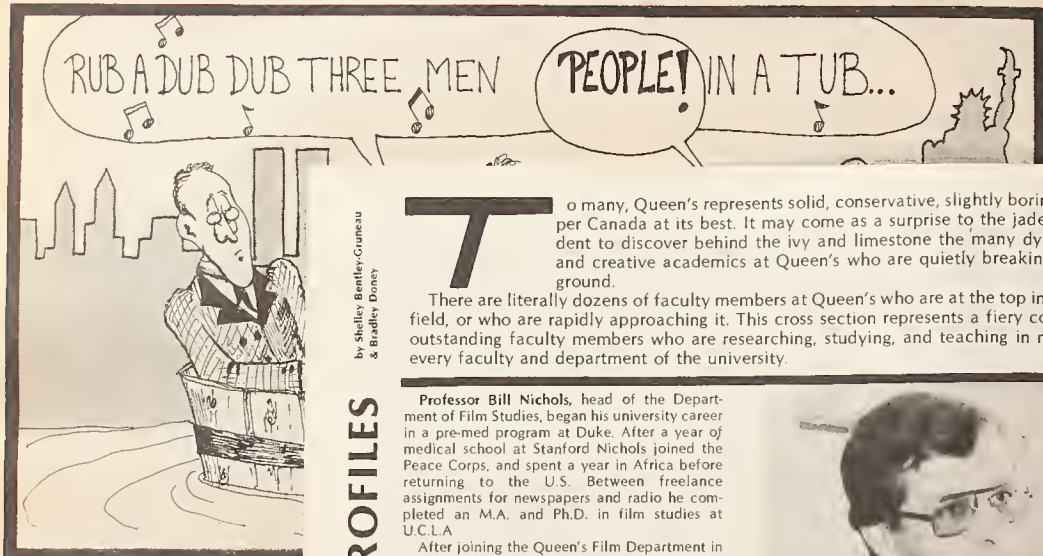 RUB A DUB DUB THREE MEN PEOPLE! IN A TUB...
by Shelley Bentley-Gruneau
& Bradley Doney
ROFILES
T o many, Queen's represents solid, conservative, slightly borin
per Canada at its best. It may come as a surprise to the jade
dent to discover behind the ivy and limestone the many dy
and creative academics at Queen's who are quietly breakin
ground.
There are literally dozens of faculty members at Queen's who are at the top in
field, or who are rapidly approaching it. This cross section represents a fiery co
outstanding faculty members who are researching, studying, and teaching in n
every faculty and department of the university.
Professor Bill Nichols, head of the Depart-
ment of Film Studies, began his university career
in a pre-med program at Duke. After a year of
medical school at Stanford Nichols joined the
Peace Corps, and spent a year in Africa before
returning to the U.S. Between freelance
assignments for newspapers and radio he com-
pleted an M.A. and Ph.D. in film studies at
U.C.L.A
After joining the Queen's Film Department in